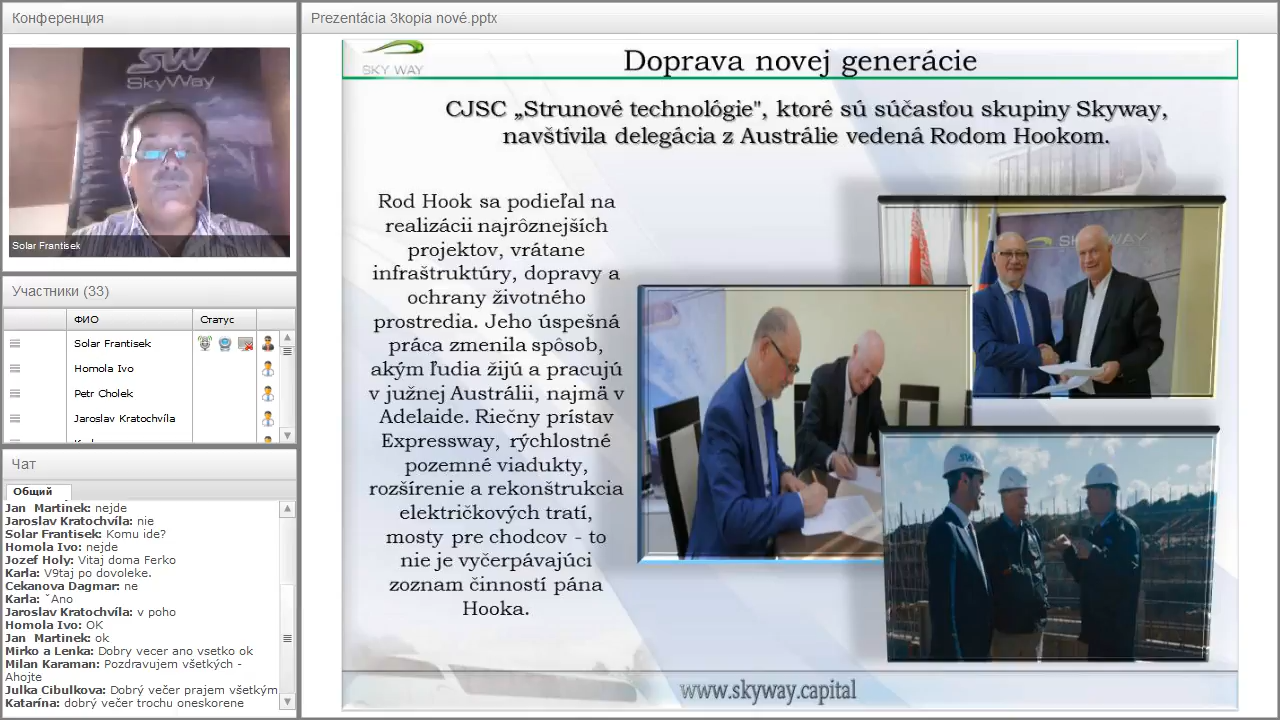 Конференция
SW
SkyWay
Solar Frantisek
Участники (33)
ФИО
Статус
Solar Frantisek
Homola Ivo
Petr Cholek
Jaroslav Kratochvíla
Чат
Общий
Jan Martinek: nejde
Jaroslav Kratochvíla: nie
Solar Frantisek: Komu ide?
Homola Ivo: nejde
Jozef Holy: Vitaj doma Ferko
Karla: V9taj po dovoleke.
Cekanova Dagmar: ne
Karla: ˇAno
Jaroslav Kratochvíla: v poho
Homola Ivo: OK
Jan Martinek: ok
Mirko a Lenka: Dobry vecer ano vsetko ok
Milan Karaman: Pozdravujem všetkých -
Ahojte
Julka Cibulkova: Dobrý večer prajem všetkým
Katarína: dobrý večer trochu oneskorene
Prezentácia 3kopia nové.pptx
SKY WAY
Doprava novej generácie
CJSC „Strunové technológie", ktoré sú súčasťou skupiny Skyway,
navštívila delegácia z Austrálie vedená Rodom Hookom.
Rod Hook sa podieľal na
realizácii najrôznejších
projektov, vrátane
infraštruktúry, dopravy a
ochrany životného
prostredia. Jeho úspešná
práca zmenila spôsob,
akým ľudia žijú a pracujú
v južnej Austrálii, najmä v
Adelaide. Riečny prístav
Expressway, rýchlostné
pozemné viadukty,
rozšírenie a rekonštrukcia
električkových tratí,
mosty pre chodcov - to
nie je vyčerpávajúci
zoznam činností pána
Hooka.
SKYWAY
SW
www.skyway.capital